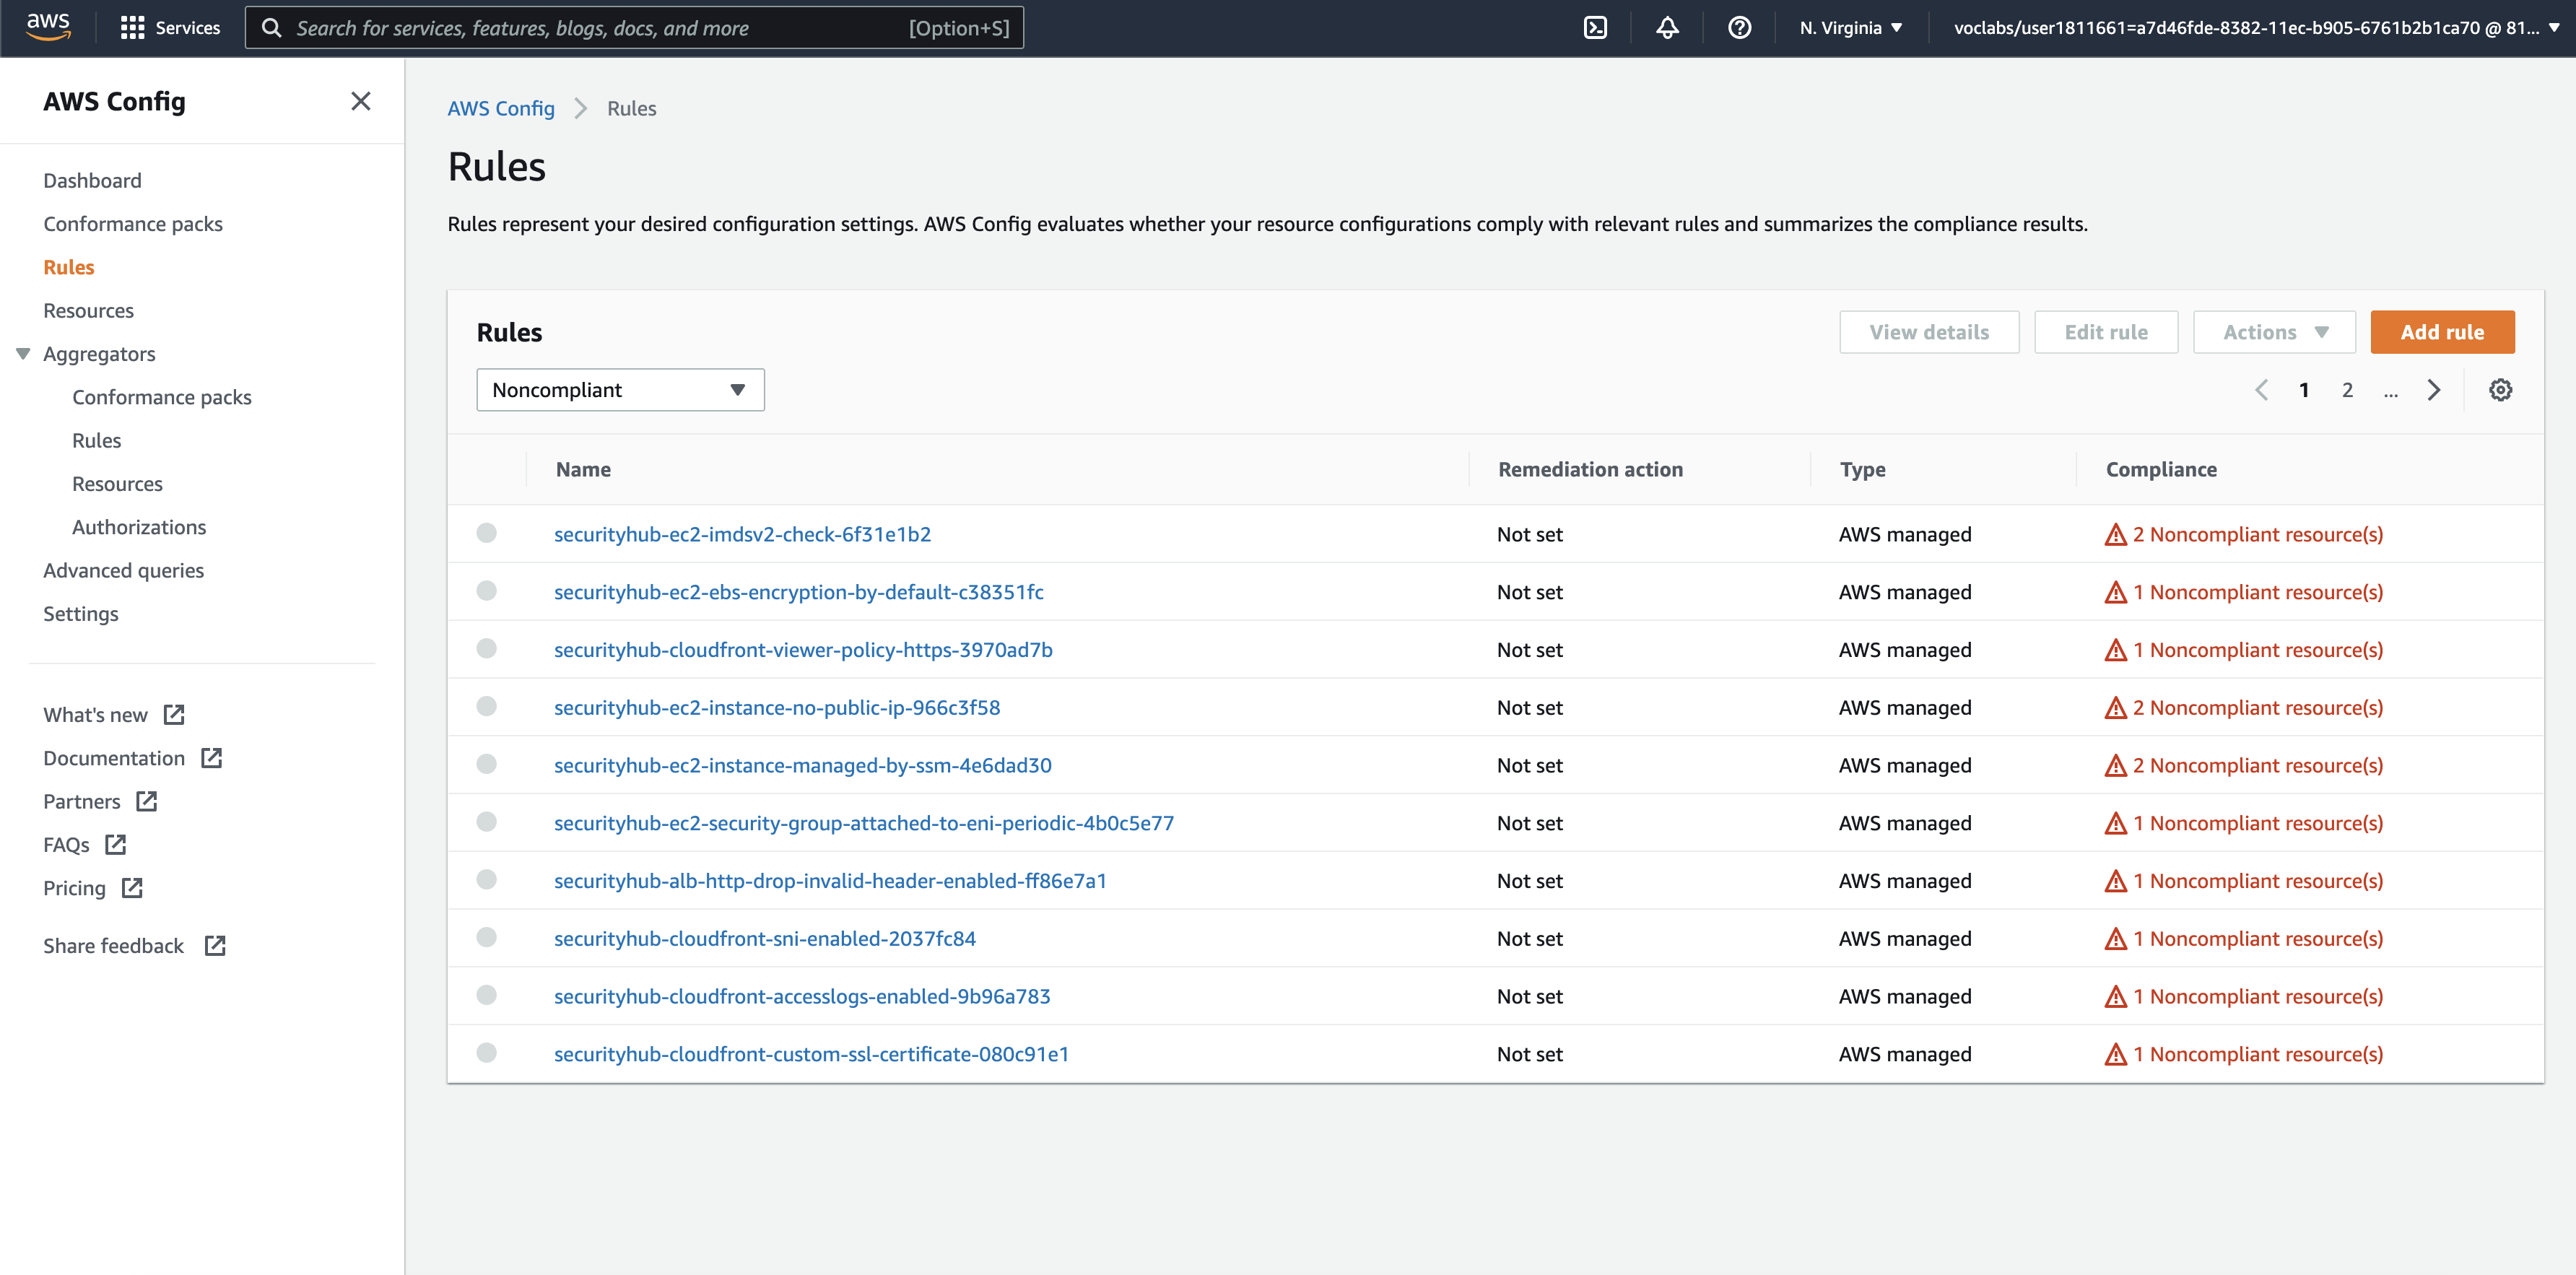 aws
Services
Search for services, features, blogs, docs, and more [Option+S]
N. Virginia
voclabs/user1811661=a7d46fde-8382-11ec-b905-6761b2b1ca70 @ 81...
AWS Config
Dashboard
Conformance packs
Rules
Resources
Aggregators
Conformance packs
Rules
Resources
Authorizations
Advanced queries
Settings
What's new
Documentation
Partners
FAQs
Pricing
Share feedback
AWS Config > Rules
Rules
Rules represent your desired configuration settings. AWS Config evaluates whether your resource configurations comply with relevant rules and summarizes the compliance results.
Rules
View details Edit rule Actions Add rule
Noncompliant
1 2 ...
Name Remediation action Type Compliance
securityhub-ec2-imdsv2-check-6f31e1b2 Not set AWS managed 2 Noncompliant resource(s)
securityhub-ec2-ebs-encryption-by-default-c38351fc Not set AWS managed 1 Noncompliant resource(s)
securityhub-cloudfront-viewer-policy-https-3970ad7b Not set AWS managed 1 Noncompliant resource(s)
securityhub-ec2-instance-no-public-ip-966c3f58 Not set AWS managed 2 Noncompliant resource(s)
securityhub-ec2-instance-managed-by-ssm-4e6dad30 Not set AWS managed 2 Noncompliant resource(s)
securityhub-ec2-security-group-attached-to-eni-periodic-4b0c5e77 Not set AWS managed 1 Noncompliant resource(s)
securityhub-alb-http-drop-invalid-header-enabled-ff86e7a1 Not set AWS managed 1 Noncompliant resource(s)
securityhub-cloudfront-sni-enabled-2037fc84 Not set AWS managed 1 Noncompliant resource(s)
securityhub-cloudfront-accesslogs-enabled-9b96a783 Not set AWS managed 1 Noncompliant resource(s)
securityhub-cloudfront-custom-ssl-certificate-080c91e1 Not set AWS managed 1 Noncompliant resource(s)